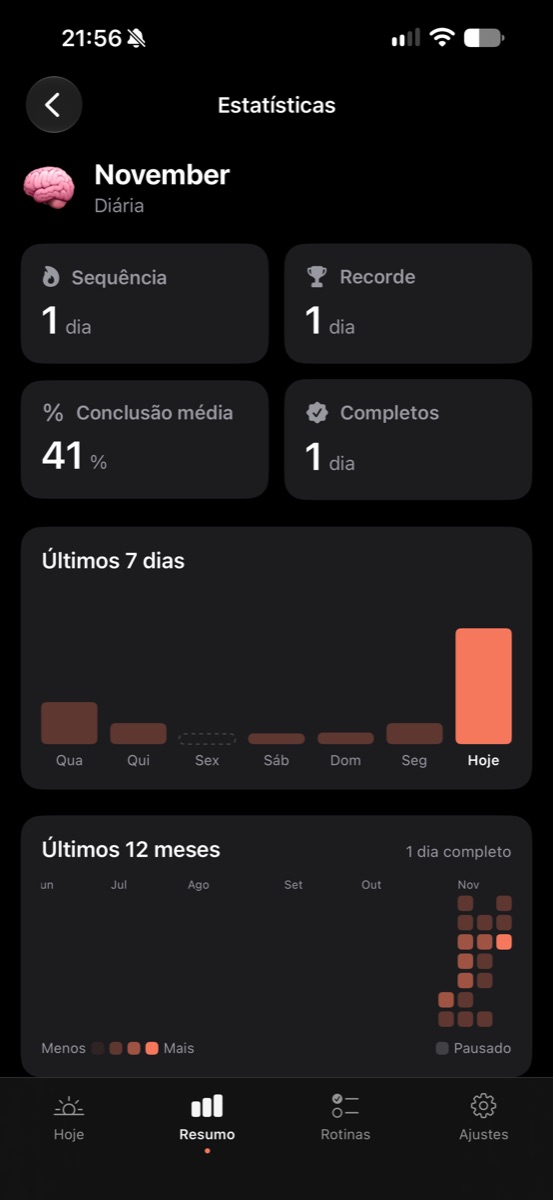 21:56
Estatísticas
November
Diária
Sequência
1 dia
Recorde
1 dia
% Conclusão média
41 %
Completos
1 dia
Últimos 7 dias
Qua Qui Sex Sáb Dom Seg Hoje
Últimos 12 meses
1 dia completo
un Jul Ago Set Out Nov
Menos Mais
Pausado
Hoje Resumo Rotinas Ajustes